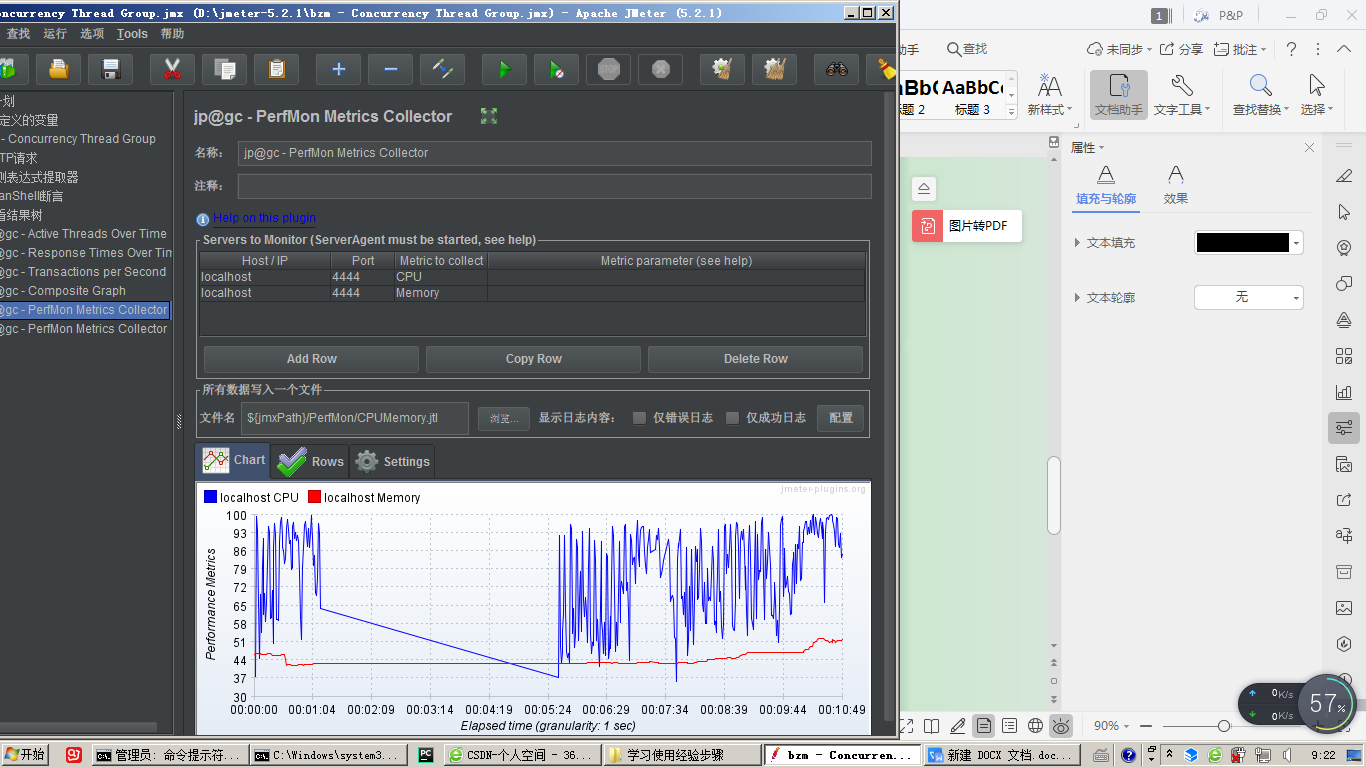 oncurrency Thread Group.jmx (D:\jmeter-5.2.1\bzm - Concurrency Thread Group.jmx) - Apache JMeter (5.2.1)
查找 运行 选项 Tools 帮助
jp@gc - PerfMon Metrics Collector
名称: jp@gc - PerfMon Metrics Collector
注释:
Help on this plugin
Servers to Monitor (ServerAgent must be started, see help)
Host / IP Port Metric to collect Metric parameter (see help)
localhost 4444 CPU
localhost 4444 Memory
Add Row Copy Row Delete Row
所有数据写入一个文件
文件名 ${jmxPath}/PerfMon/CPUMemory.jtl 浏览... 显示日志内容: 仅错误日志 仅成功日志 配置
Chart Rows Settings
jmeter-plugins.org
localhost CPU localhost Memory
100
93
86
79
72
65
58
51
44
37
30
Performance Metrics
00:00:00 00:01:04 00:02:09 00:03:14 00:04:19 00:05:24 00:06:29 00:07:34 00:08:39 00:09:44 00:10:49
Elapsed time (granularity: 1 sec)
计划
定义的变量
- Concurrency Thread Group
TP请求
则表达式提取器
anShell断言
看结果树
@gc - Active Threads Over Time
@gc - Response Times Over Tim
@gc - Transactions per Second
@gc - Composite Graph
@gc - PerfMon Metrics Collector
@gc - PerfMon Metrics Collector
1 P&P
助手 查找 未同步 分享 批注
AaBbC AaBbC
标题 2 标题 3 新样式 文档助手 文字工具 查找替换 选择
图片转PDF
属性
填充与轮廓 效果
文本填充
文本轮廓 无
90%
0K/s
0K/s
57%
开始 管理员: 命令提示符... C:\Windows\system3... CSDN-个人空间 - 36... 学习使用经验步骤 bzm - Concurren... 新建 DOCX 文档.doc... 9:22